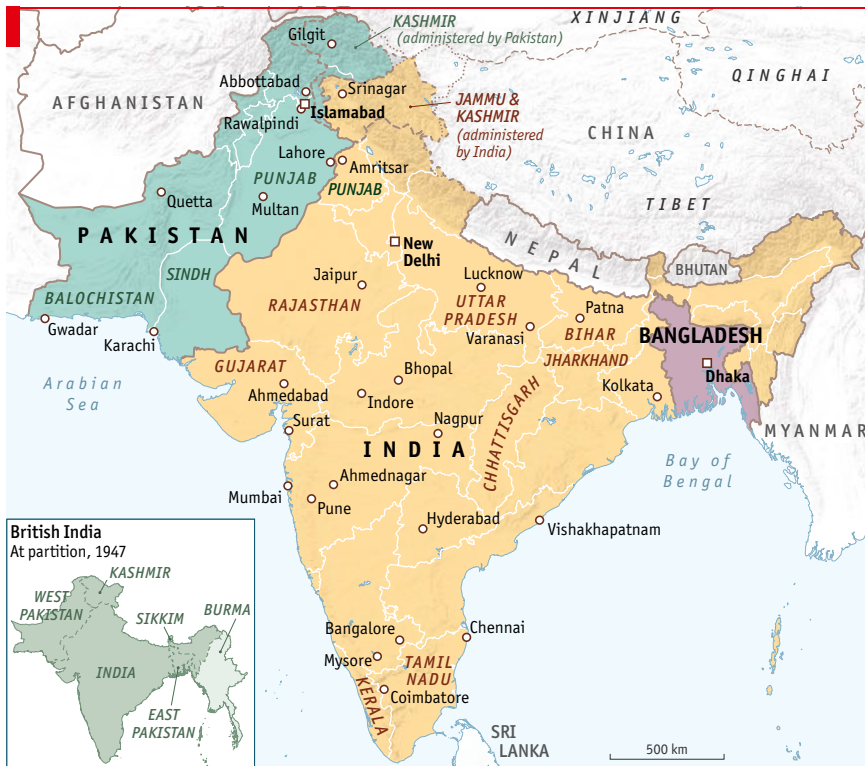 XINJIANG
KASHMIR
(administered by Pakistan)
Gilgit
QINGHAI
Abbottabad
Srinagar
AFGHANISTAN
Islamabad
JAMMU &
KASHMIR
(administered
by India)
Rawalpindi
CHINA
Lahore
Amritsar
PUNJAB
PUNJAB
Quetta
Multan
TIBET
PAKISTAN
New
Delhi
NEPAL
SINDH
Jaipur
Lucknow
BHUTAN
BALOCHISTAN
RAJASTHAN
UTTAR
PRADESH
Patna
Gwadar
Karachi
Varanasi
BIHAR
BANGLADESH
GUJARAT
JHARKHAND
Bhopal
Dhaka
Arabian
Sea
Ahmedabad
Indore
Kolkata
Surat
Nagpur
CHHATTISGARH
MYANMAR
INDIA
Bay of
Bengal
Ahmednagar
Mumbai
Pune
Hyderabad
Vishakhapatnam
British India
At partition, 1947
KASHMIR
WEST
PAKISTAN
SIKKIM
BURMA
INDIA
EAST
PAKISTAN
Bangalore
Chennai
Mysore
TAMIL
NADU
KERALA
Coimbatore
SRI
LANKA
500 km